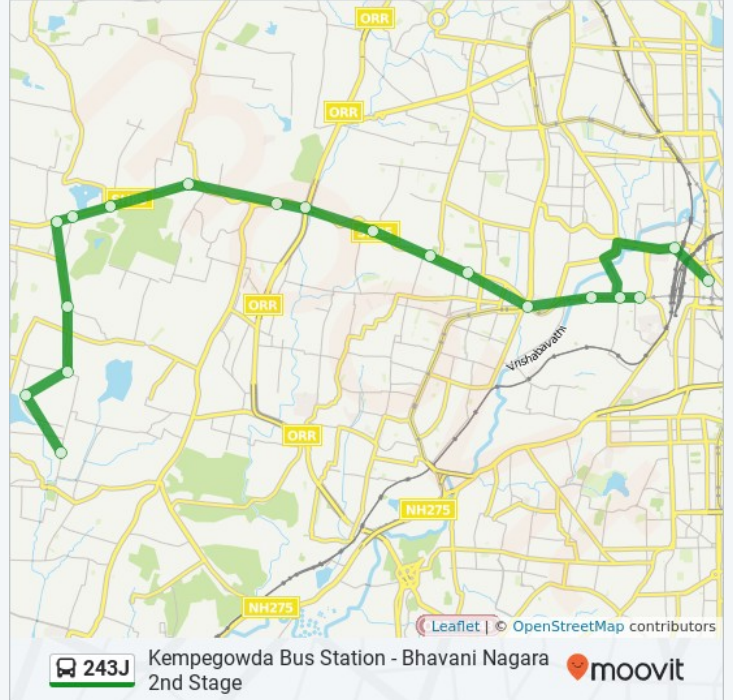 ORR
ORR
ORR
Vrishabavathi
ORR
NH275
NH275
Leaflet | © OpenStreetMap contributors
243J
Kempegowda Bus Station - Bhavani Nagara
2nd Stage
moovit